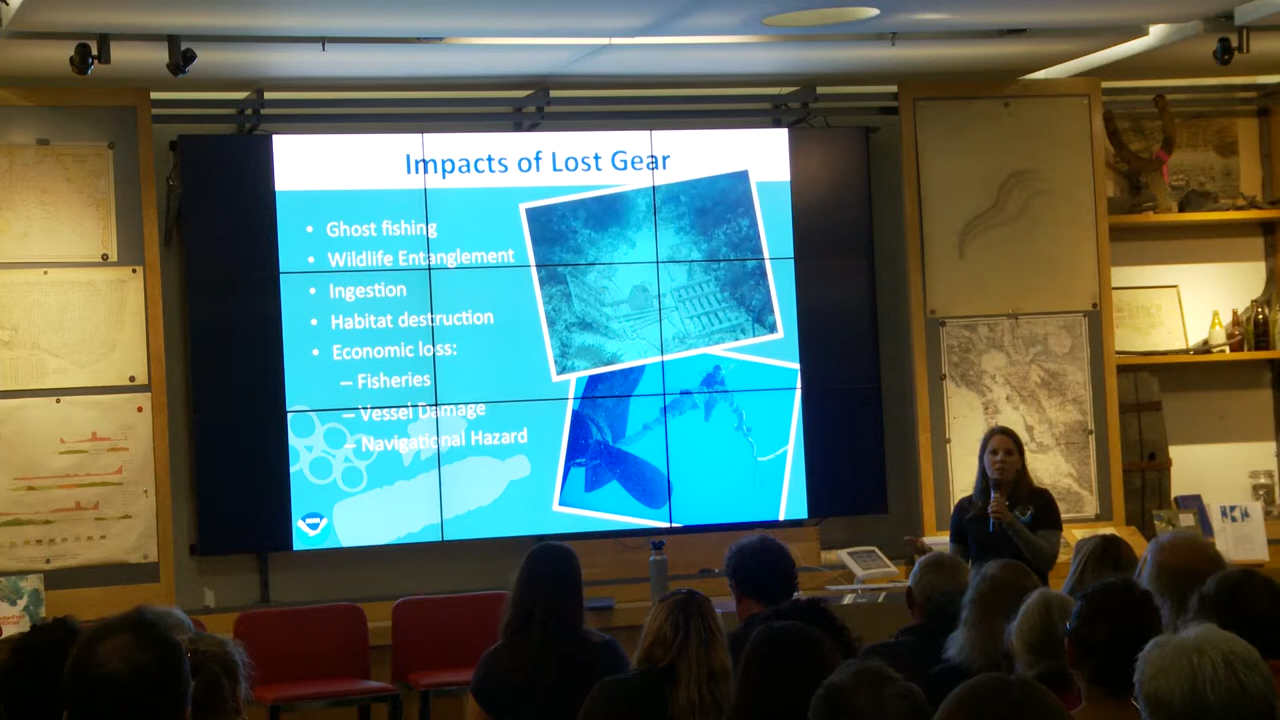 Impacts of Lost Gear
• Ghost fishing
• Wildlife Entanglement
• Ingestion
• Habitat destruction
• Economic loss:
– Fisheries
– Vessel Damage
– Navigational Hazard